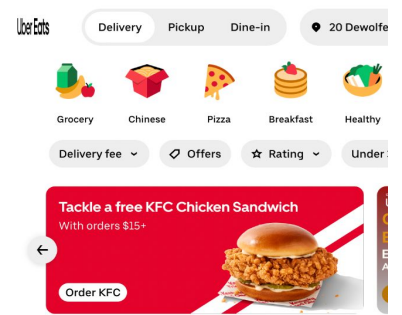 Uber Eats
Delivery Pickup Dine-in 20 Dewolfe
Grocery Chinese Pizza Breakfast Healthy
Delivery fee Offers Rating Under
Tackle a free KFC Chicken Sandwich
With orders $15+
Order KFC